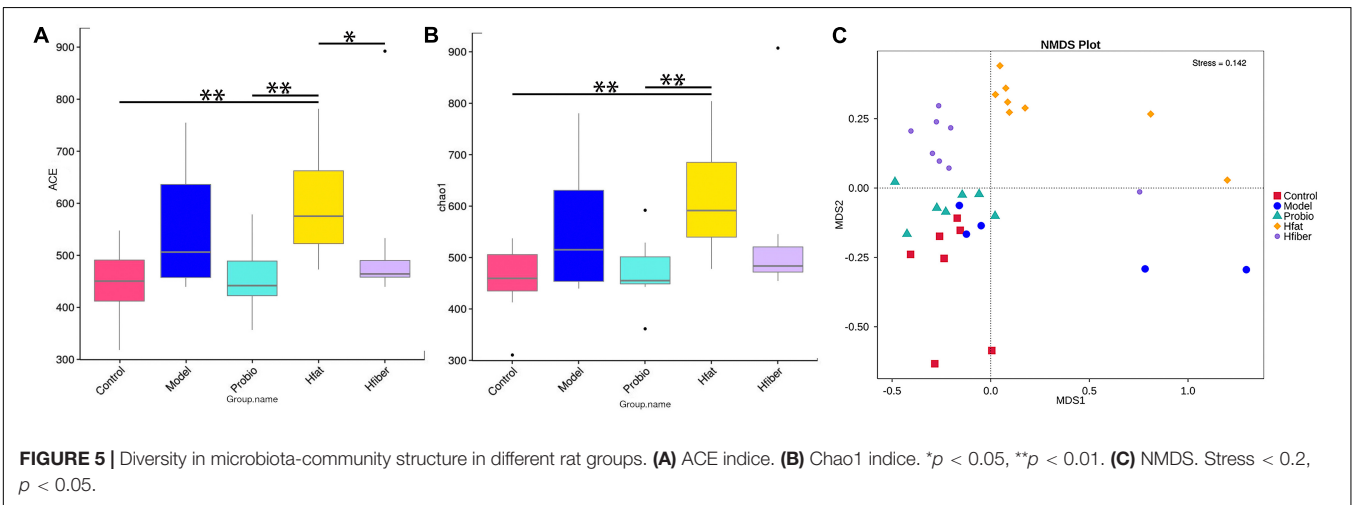 A
ACE
900
800
700
600
500
400
300
**
**
*
Control
Model
Probio
Hfat
Hfiber
Group.name
B
chao1
900
800
700
600
500
400
300
**
**
Control
Model
Probio
Hfat
Hfiber
Group.name
C
NMDS Plot
Stress = 0.142
MDS2
0.25
0.00
-0.25
-0.50
-0.5
0.0
0.5
1.0
MDS1
Control
Model
Probio
Hfat
Hfiber
FIGURE 5 | Diversity in microbiota-community structure in different rat groups. (A) ACE indice. (B) Chao1 indice. *p < 0.05, **p < 0.01. (C) NMDS. Stress < 0.2,
p < 0.05.